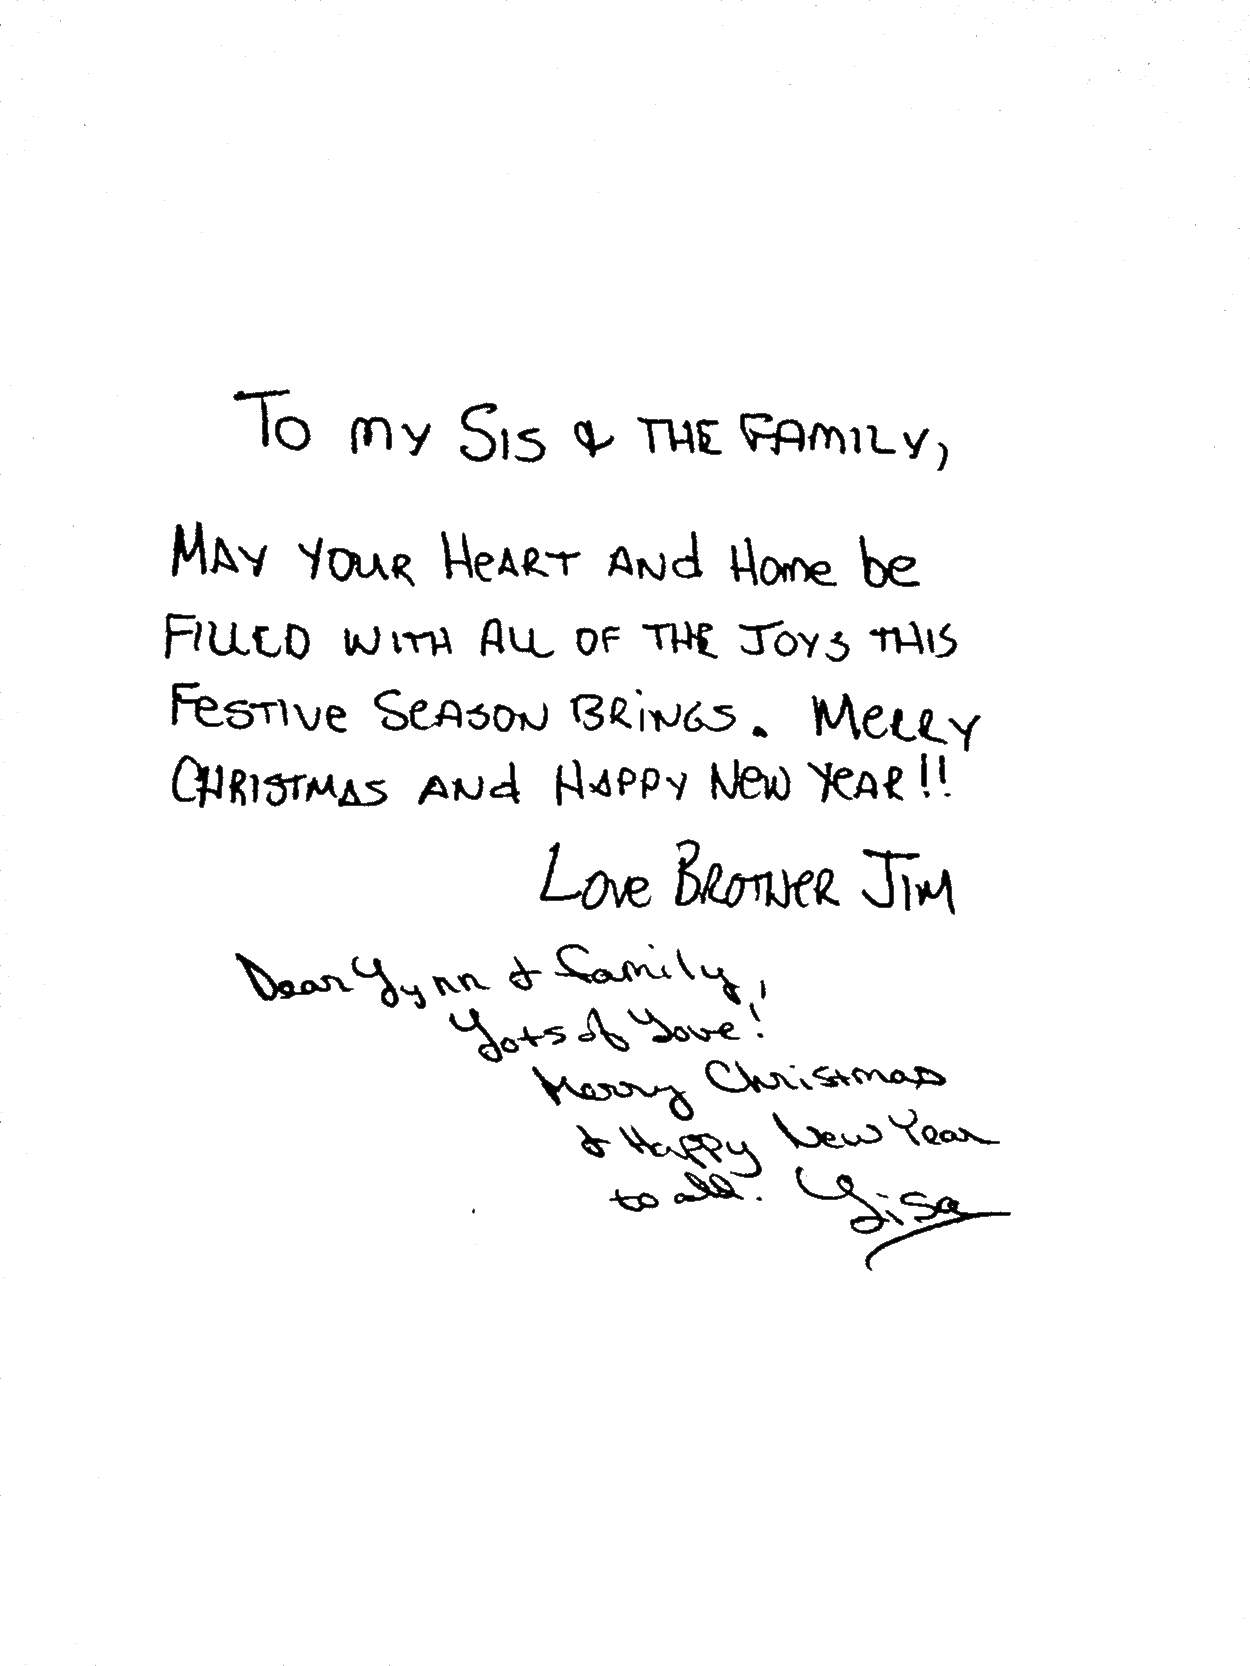 To my Sis & THE FAMILY,
MAY YOUR HeART ANd Home be
FILLED WITH ALL OF THE JOYS THIS
FesTIve SeASON BRiNGS. MeRRY
CHRISTMAS ANd HAPPY NeW YeAR!!
Love BROTHeR JIM
Dear Lynn & family,
Lots of Love!
Merry Christmas
& Happy New Year
to all. Lisa